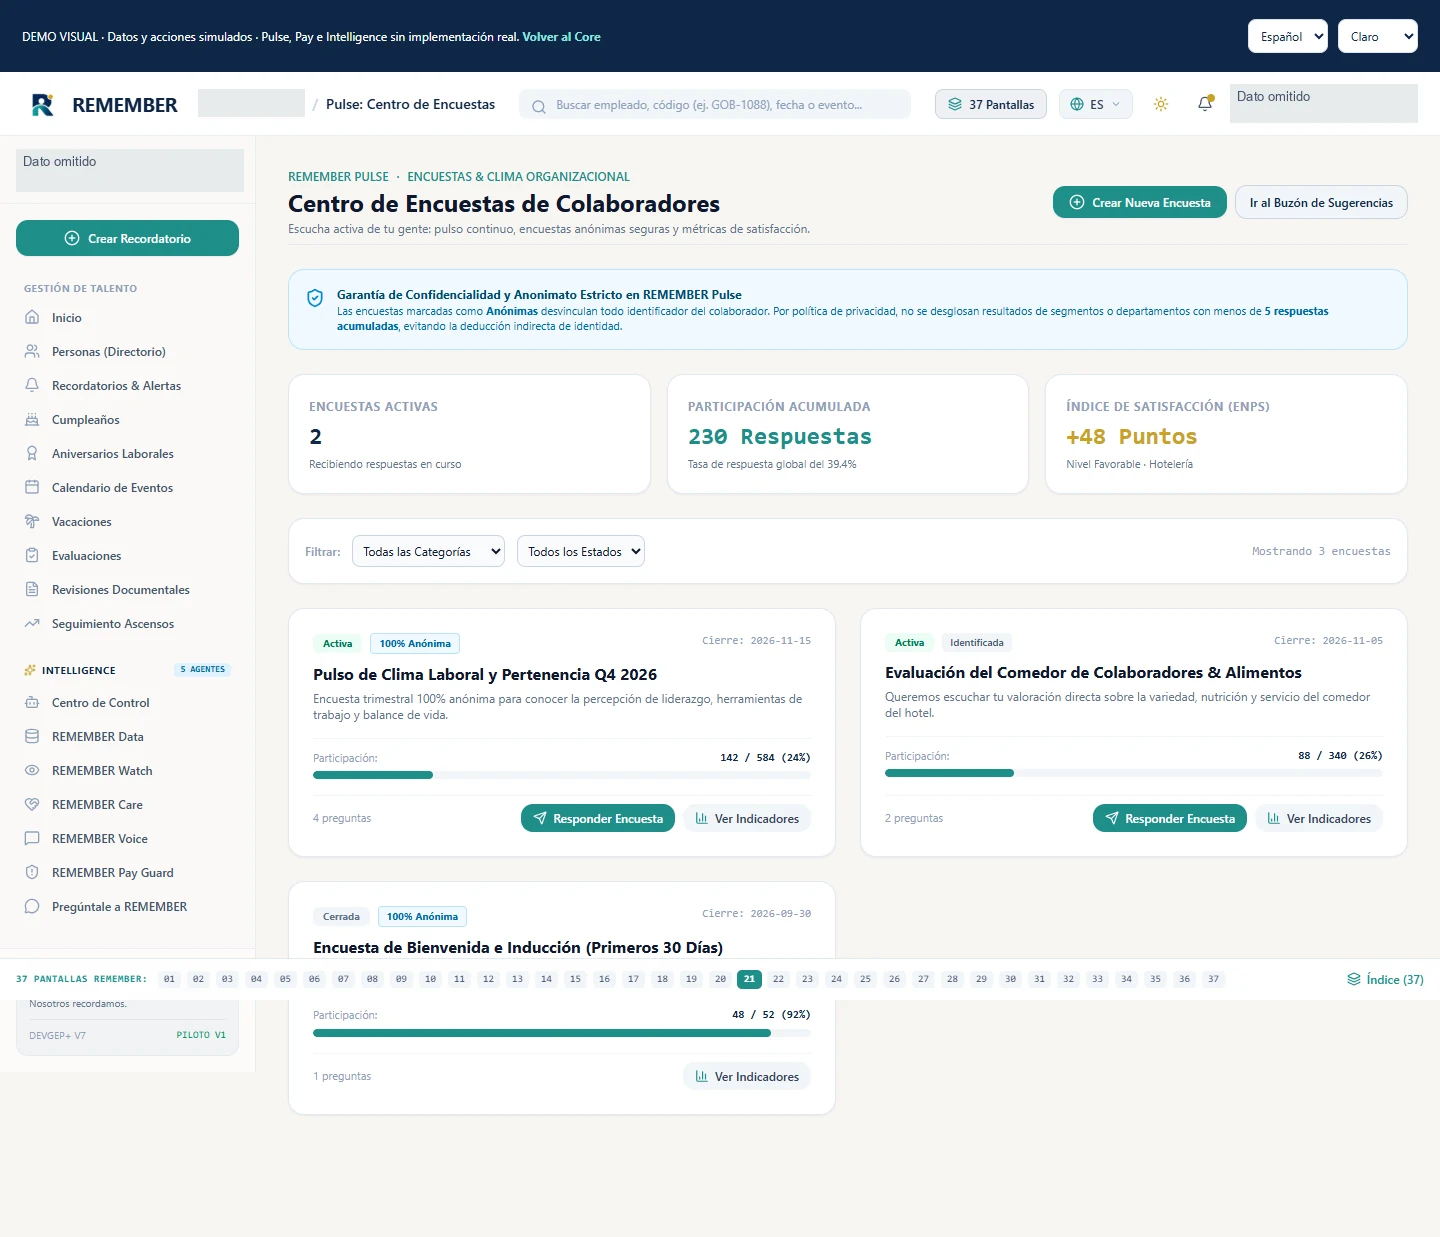 DEMO VISUAL · Datos y acciones simulados · Pulse, Pay e Intelligence sin implementación real. Volver al Core
Español
Claro
REMEMBER
/ Pulse: Centro de Encuestas
Buscar empleado, código (ej. GOB-1088), fecha o evento...
37 Pantallas
ES
Dato omitido
Dato omitido
Crear Recordatorio
GESTIÓN DE TALENTO
Inicio
Personas (Directorio)
Recordatorios & Alertas
Cumpleaños
Aniversarios Laborales
Calendario de Eventos
Vacaciones
Evaluaciones
Revisiones Documentales
Seguimiento Ascensos
INTELLIGENCE
5 AGENTES
Centro de Control
REMEMBER Data
REMEMBER Watch
REMEMBER Care
REMEMBER Voice
REMEMBER Pay Guard
Pregúntale a REMEMBER
REMEMBER PULSE · ENCUESTAS & CLIMA ORGANIZACIONAL
Centro de Encuestas de Colaboradores
Escucha activa de tu gente: pulso continuo, encuestas anónimas seguras y métricas de satisfacción.
Crear Nueva Encuesta
Ir al Buzón de Sugerencias
Garantía de Confidencialidad y Anonimato Estricto en REMEMBER Pulse
Las encuestas marcadas como Anónimas desvinculan todo identificador del colaborador. Por política de privacidad, no se desglosan resultados de segmentos o departamentos con menos de 5 respuestas
acumuladas, evitando la deducción indirecta de identidad.
ENCUESTAS ACTIVAS
2
Recibiendo respuestas en curso
PARTICIPACIÓN ACUMULADA
230 Respuestas
Tasa de respuesta global del 39.4%
ÍNDICE DE SATISFACCIÓN (ENPS)
+48 Puntos
Nivel Favorable · Hotelería
Filtrar:
Todas las Categorías
Todos los Estados
Mostrando 3 encuestas
Activa
100% Anónima
Cierre: 2026-11-15
Pulso de Clima Laboral y Pertenencia Q4 2026
Encuesta trimestral 100% anónima para conocer la percepción de liderazgo, herramientas de
trabajo y balance de vida.
Participación:
142 / 584 (24%)
4 preguntas
Responder Encuesta
Ver Indicadores
Activa
Identificada
Cierre: 2026-11-05
Evaluación del Comedor de Colaboradores & Alimentos
Queremos escuchar tu valoración directa sobre la variedad, nutrición y servicio del comedor
del hotel.
Participación:
88 / 340 (26%)
2 preguntas
Responder Encuesta
Ver Indicadores
Cerrada
100% Anónima
Cierre: 2026-09-30
Encuesta de Bienvenida e Inducción (Primeros 30 Días)
37 PANTALLAS REMEMBER: 01 02 03 04 05 06 07 08 09 10 11 12 13 14 15 16 17 18 19 20 21 22 23 24 25 26 27 28 29 30 31 32 33 34 35 36 37
Índice (37)
Nosotros recordamos.
DEVGEP+ V7
PILOTO V1
Participación:
48 / 52 (92%)
1 preguntas
Ver Indicadores